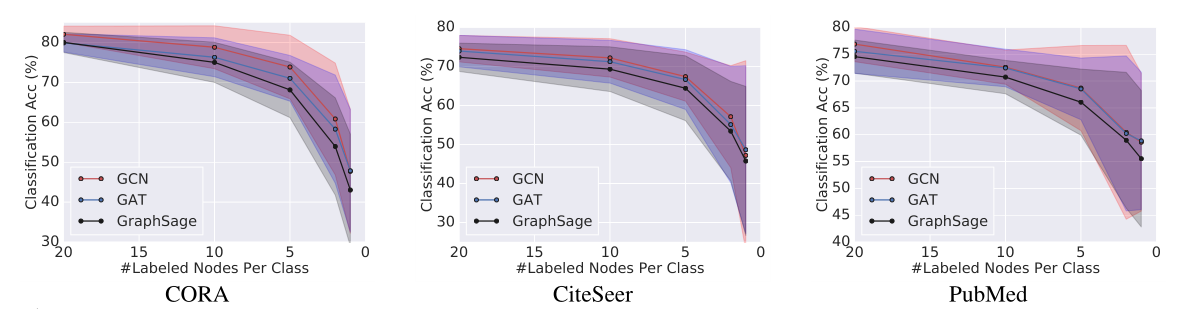 Classification Acc (%)
80
70
60
50
40
30
GCN
GAT
GraphSage
20 15 10 5 0
#Labeled Nodes Per Class
CORA
Classification Acc (%)
80
70
60
50
40
30
GCN
GAT
GraphSage
20 15 10 5 0
#Labeled Nodes Per Class
CiteSeer
Classification Acc (%)
80
75
70
65
60
55
50
45
40
GCN
GAT
GraphSage
20 15 10 5 0
#Labeled Nodes Per Class
PubMed